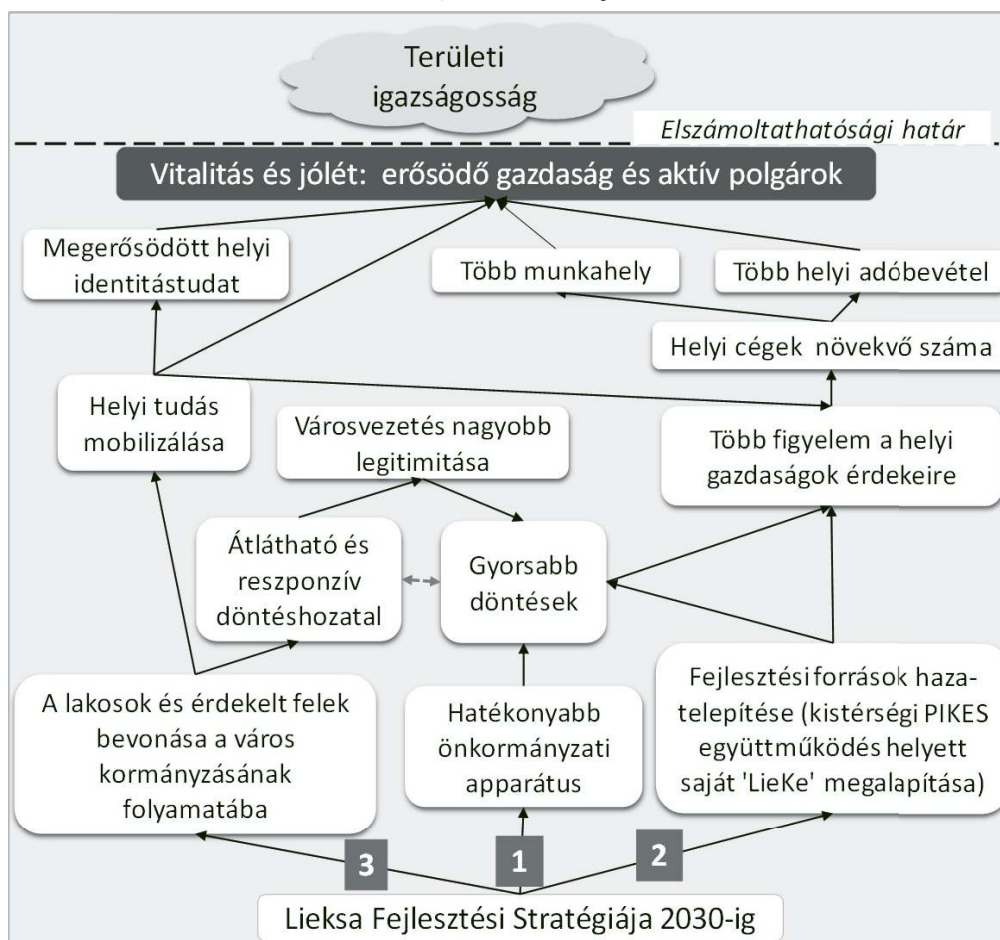 Területi
igazságosság
Elszámoltathatósági határ
Vitalitás és jólét: erősödő gazdaság és aktív polgárok
Megerősödött helyi
identitástudat
Több munkahely
Több helyi adóbevétel
Helyi cégek növekvő száma
Helyi tudás
mobilizálása
Városvezetés nagyobb
legitimitása
Több figyelem a helyi
gazdaságok érdekeire
Átlátható és
reszponzív
döntéshozatal
Gyorsabb
döntések
A lakosok és érdekelt felek
bevonása a város
kormányzásának
folyamatába
Hatékonyabb
önkormányzati
apparátus
Fejlesztési források haza-
telepítése (kistérségi PIKES
együttműködés helyett
saját 'LieKe' megalapítása)
3
1
2
Lieksa Fejlesztési Stratégiája 2030-ig